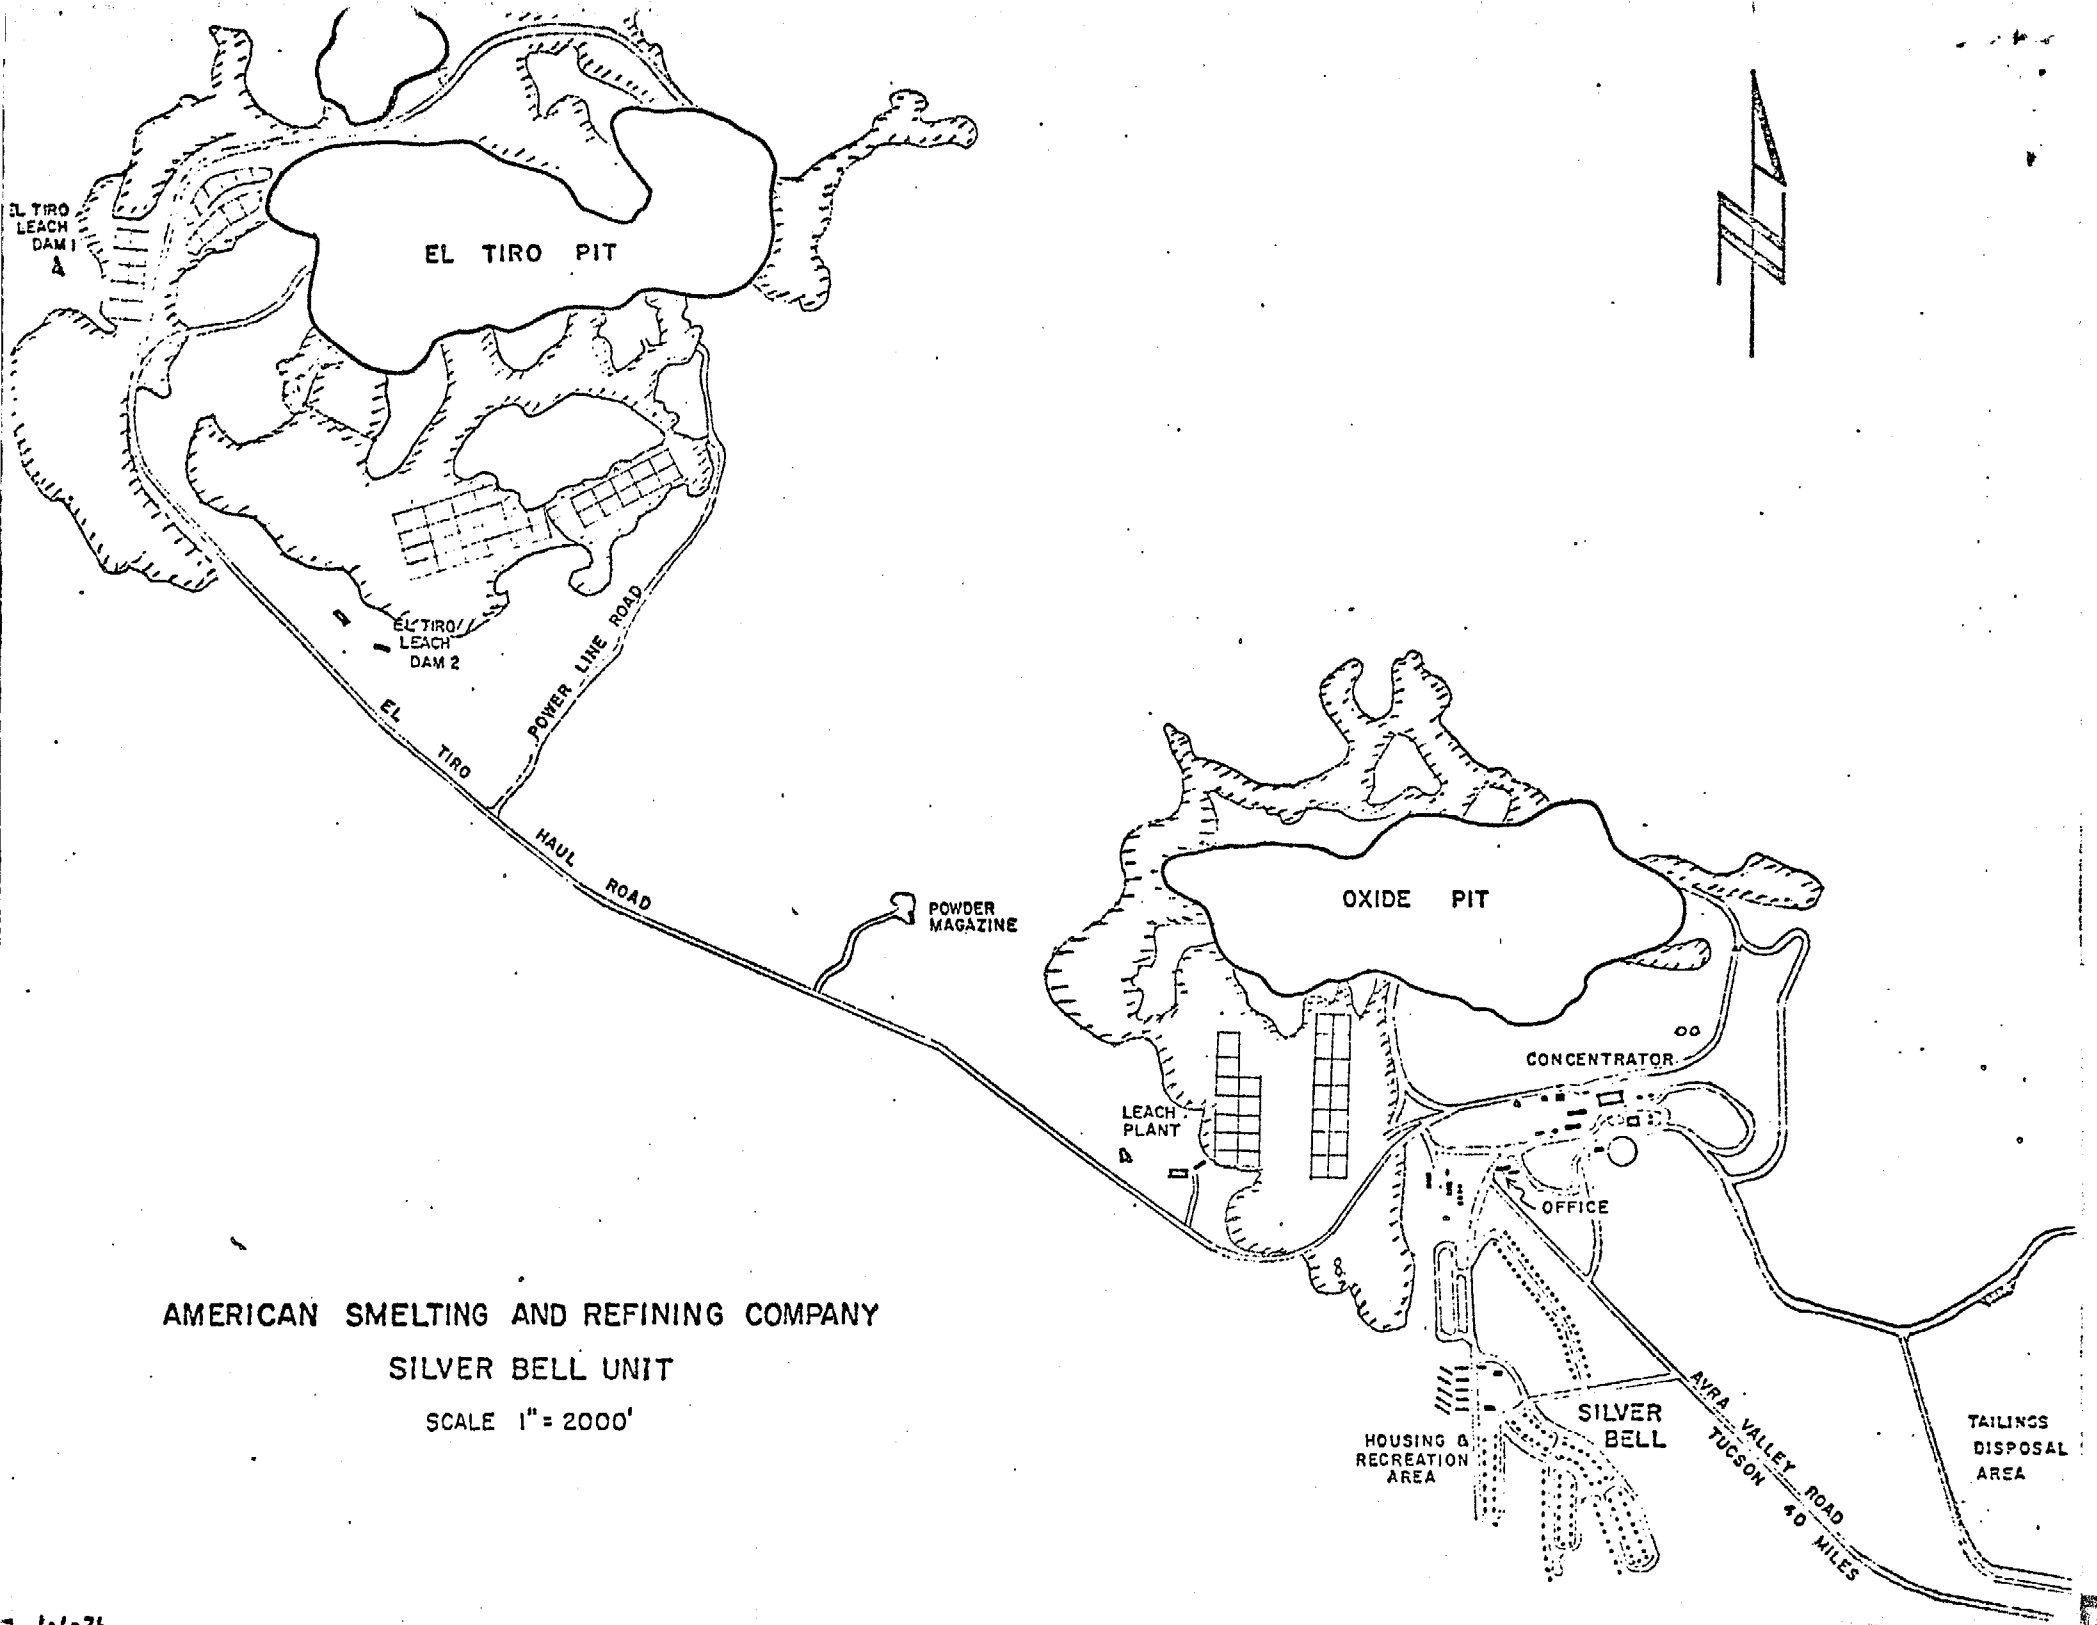 EL TIRO
LEACH
DAM 1
EL TIRO PIT
EL TIRO
LEACH
DAM 2
POWER LINE ROAD
EL TIRO HAUL ROAD
POWDER
MAGAZINE
OXIDE PIT
CONCENTRATOR
LEACH
PLANT
OFFICE
AMERICAN SMELTING AND REFINING COMPANY
SILVER BELL UNIT
SCALE 1" = 2000'
SILVER
BELL
HOUSING &
RECREATION
AREA
AVRA VALLEY ROAD
TUCSON 40 MILES
TAILINGS
DISPOSAL
AREA